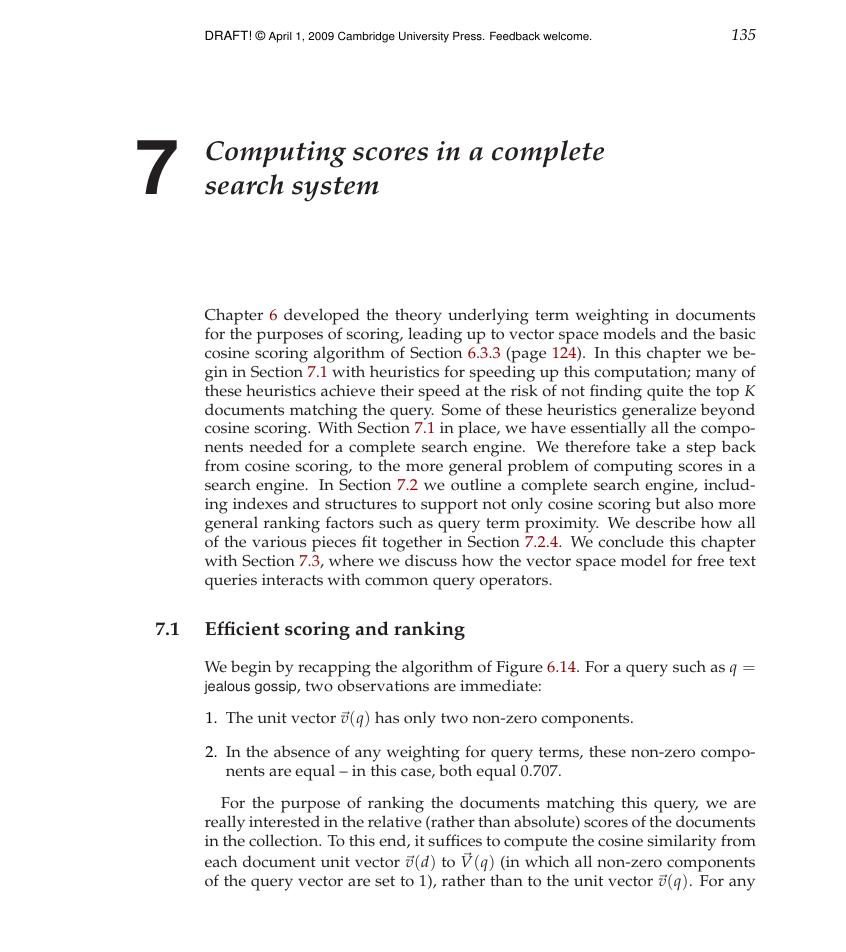 DRAFT! © April 1, 2009 Cambridge University Press. Feedback welcome. 135
7 Computing scores in a complete
search system
Chapter 6 developed the theory underlying term weighting in documents
for the purposes of scoring, leading up to vector space models and the basic
cosine scoring algorithm of Section 6.3.3 (page 124). In this chapter we be-
gin in Section 7.1 with heuristics for speeding up this computation; many of
these heuristics achieve their speed at the risk of not finding quite the top K
documents matching the query. Some of these heuristics generalize beyond
cosine scoring. With Section 7.1 in place, we have essentially all the compo-
nents needed for a complete search engine. We therefore take a step back
from cosine scoring, to the more general problem of computing scores in a
search engine. In Section 7.2 we outline a complete search engine, includ-
ing indexes and structures to support not only cosine scoring but also more
general ranking factors such as query term proximity. We describe how all
of the various pieces fit together in Section 7.2.4. We conclude this chapter
with Section 7.3, where we discuss how the vector space model for free text
queries interacts with common query operators.
7.1 Efficient scoring and ranking
We begin by recapping the algorithm of Figure 6.14. For a query such as q =
jealous gossip, two observations are immediate:
1. The unit vector v⃗(q) has only two non-zero components.
2. In the absence of any weighting for query terms, these non-zero compo-
nents are equal – in this case, both equal 0.707.
For the purpose of ranking the documents matching this query, we are
really interested in the relative (rather than absolute) scores of the documents
in the collection. To this end, it suffices to compute the cosine similarity from
each document unit vector v⃗(d) to V⃗(q) (in which all non-zero components
of the query vector are set to 1), rather than to the unit vector v⃗(q). For any